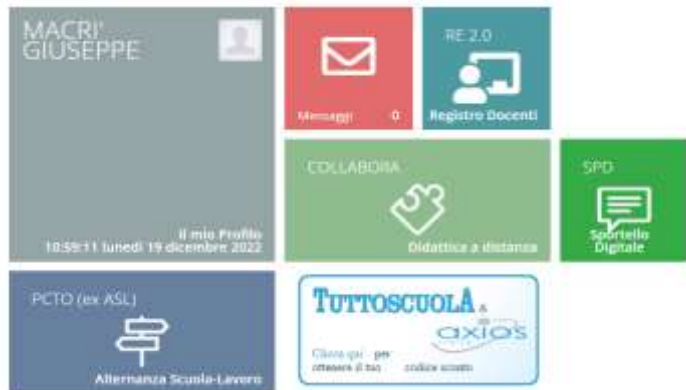 MACRI'
GIUSEPPE
Il mio Profilo
10:59:11 lunedì 19 dicembre 2022
Messaggi 0
RE 2.0
Registro Docenti
COLLABORA
Didattica a distanza
SPD
Sportello
Digitale
PCTO (ex ASL)
Alternanza Scuola-Lavoro
TUTTOSCUOLA &
axios
Clicca qui per
ottenere il tuo codice sconto